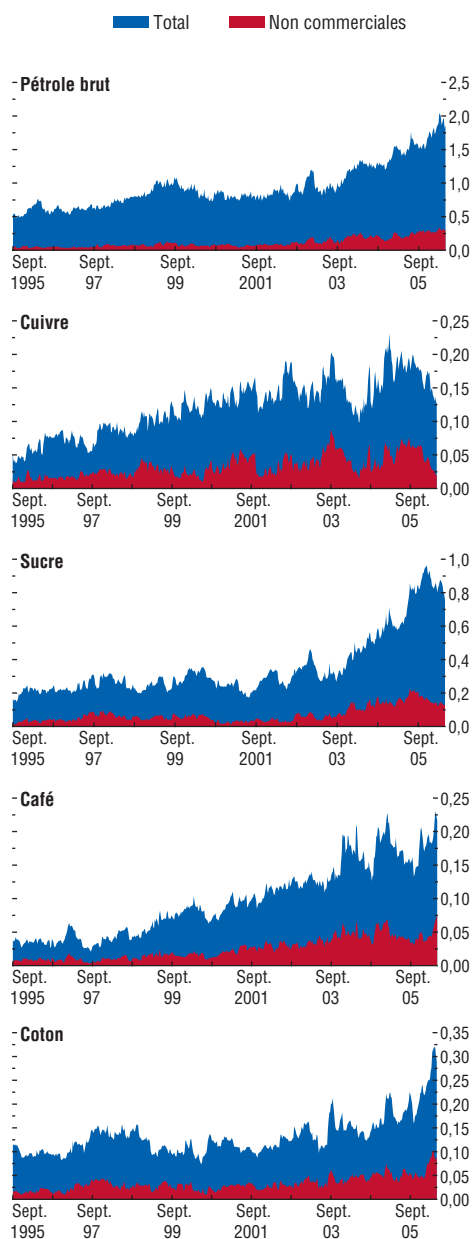 Total Non commerciales
Pétrole brut
2,5
2,0
1,5
1,0
0,5
0,0
Sept. Sept. Sept. Sept. Sept. Sept.
1995 97 99 2001 03 05
Cuivre
0,25
0,20
0,15
0,10
0,05
0,00
Sept. Sept. Sept. Sept. Sept. Sept.
1995 97 99 2001 03 05
Sucre
1,0
0,8
0,6
0,4
0,2
0,0
Sept. Sept. Sept. Sept. Sept. Sept.
1995 97 99 2001 03 05
Café
0,25
0,20
0,15
0,10
0,05
0,00
Sept. Sept. Sept. Sept. Sept. Sept.
1995 97 99 2001 03 05
Coton
0,35
0,30
0,25
0,20
0,15
0,10
0,05
0,00
Sept. Sept. Sept. Sept. Sept. Sept.
1995 97 99 2001 03 05